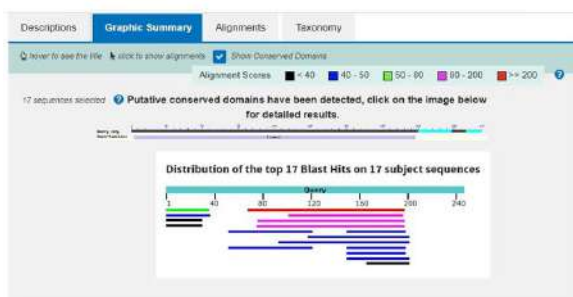 Descriptions Graphic Summary Alignments Taxonomy
hover to see the title click to show alignments Show Conserved Domains
Alignment Scores < 40 40 - 50 50 - 80 80 - 200 >= 200
17 sequences selected Putative conserved domains have been detected, click on the image below
for detailed results.
Distribution of the top 17 Blast Hits on 17 subject sequences
Query
1 40 80 120 160 200 240